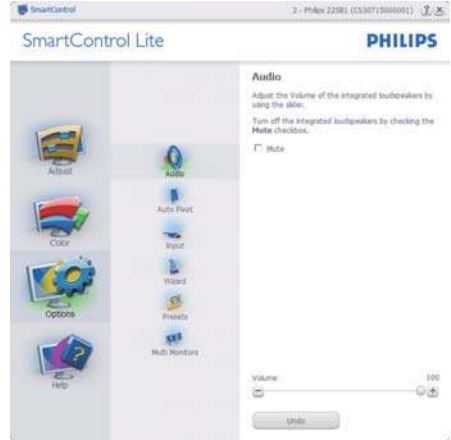 SmartControl
2 - Philips 225B1 (CS30715000001)
SmartControl Lite
PHILIPS
Audio
Adjust the Volume of the integrated loudspeakers by
using the slider.
Turn off the integrated loudspeakers by checking the
Mute checkbox.
Mute
Adjust
Color
Options
Help
Audio
Auto Pivot
Input
Wizard
Presets
Multi Monitors
Volume
100
Undo